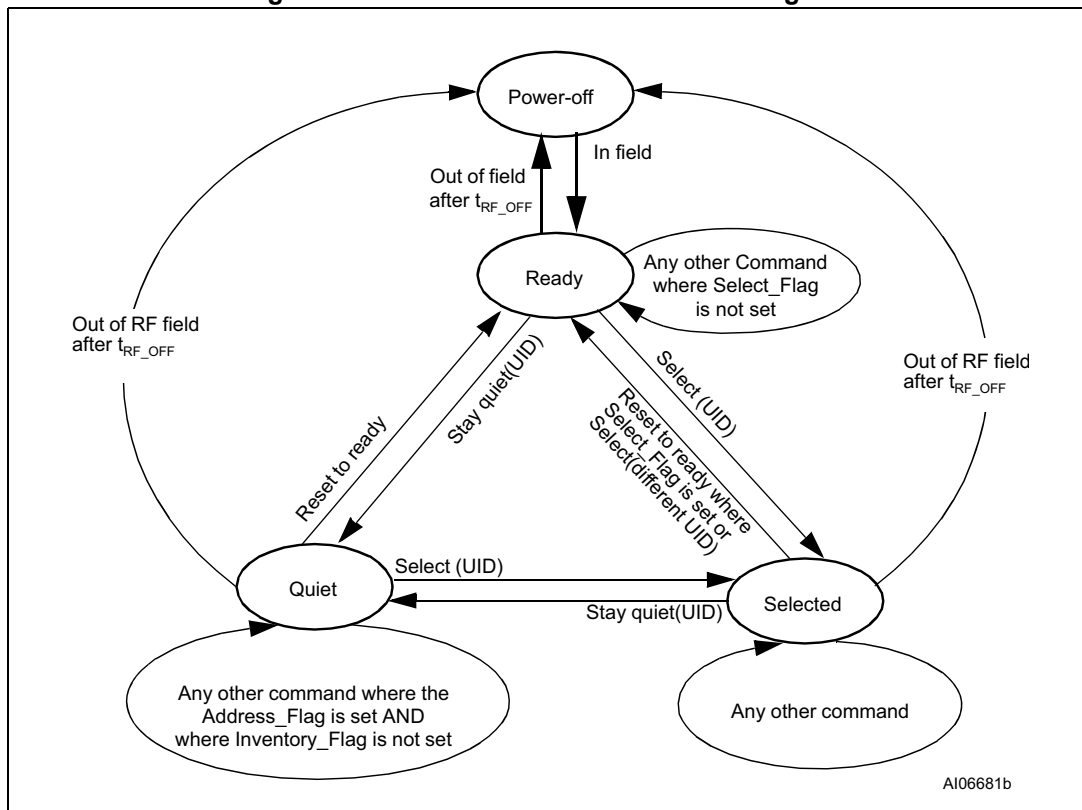 Power-off
In field
Out of field
after tRF_OFF
Ready
Any other Command
where Select_Flag
is not set
Out of RF field
after tRF_OFF
Out of RF field
after tRF_OFF
Reset to ready
Stay quiet(UID)
Select (UID)
Reset to ready where
Select_Flag is set or
Select(different UID)
Quiet
Select (UID)
Stay quiet(UID)
Selected
Any other command where the
Address_Flag is set AND
where Inventory_Flag is not set
Any other command
AI06681b